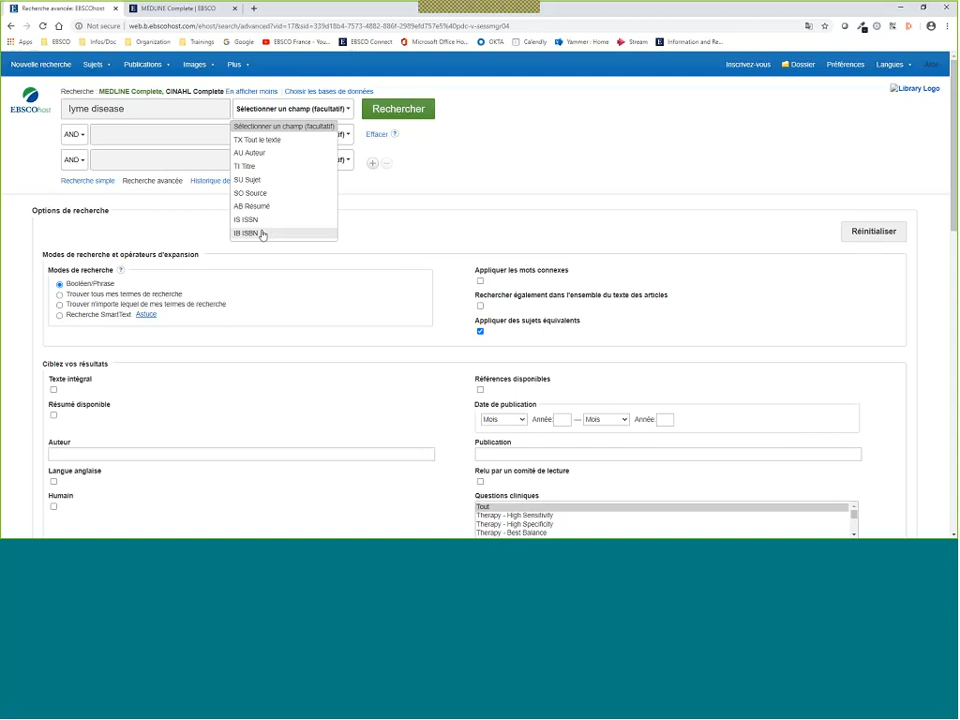 Recherche avancée: EBSCOhost
MEDLINE Complete | EBSCO
Not secure | web.b.ebscohost.com/ehost/search/advanced?vid=17&sid=339d18b4-7573-4882-886f-2989efd757e5%40pdc-v-sessmgr04
Apps EBSCO Infos/Doc Organization Trainings Google EBSCO France - You... EBSCO Connect Microsoft Office Ho... OKTA Calendly Yammer : Home Stream Information and Re...
Nouvelle recherche Sujets Publications Images Plus Inscrivez-vous Dossier Préférences Langues Aide
Recherche : MEDLINE Complete, CINAHL Complete En afficher moins | Choisir les bases de données
Library Logo
EBSCOhost
lyme disease Sélectionner un champ (facultatif) Rechercher
Sélectionner un champ (facultatif)
AND if) Effacer
TX Tout le texte
AU Auteur
AND if)
TI Titre
SU Sujet
Recherche simple Recherche avancée Historique de
SO Source
AB Résumé
IS ISSN
IB ISBN
Options de recherche
Réinitialiser
Modes de recherche et opérateurs d'expansion
Modes de recherche
Booléen/Phrase
Trouver tous mes termes de recherche
Trouver n'importe lequel de mes termes de recherche
Recherche SmartText Astuce
Appliquer les mots connexes
Rechercher également dans l'ensemble du texte des articles
Appliquer des sujets équivalents
Ciblez vos résultats
Texte intégral
Références disponibles
Résumé disponible
Date de publication
Mois Année: — Mois Année:
Auteur
Publication
Langue anglaise
Relu par un comité de lecture
Humain
Questions cliniques
Tout
Therapy - High Sensitivity
Therapy - High Specificity
Therapy - Best Balance